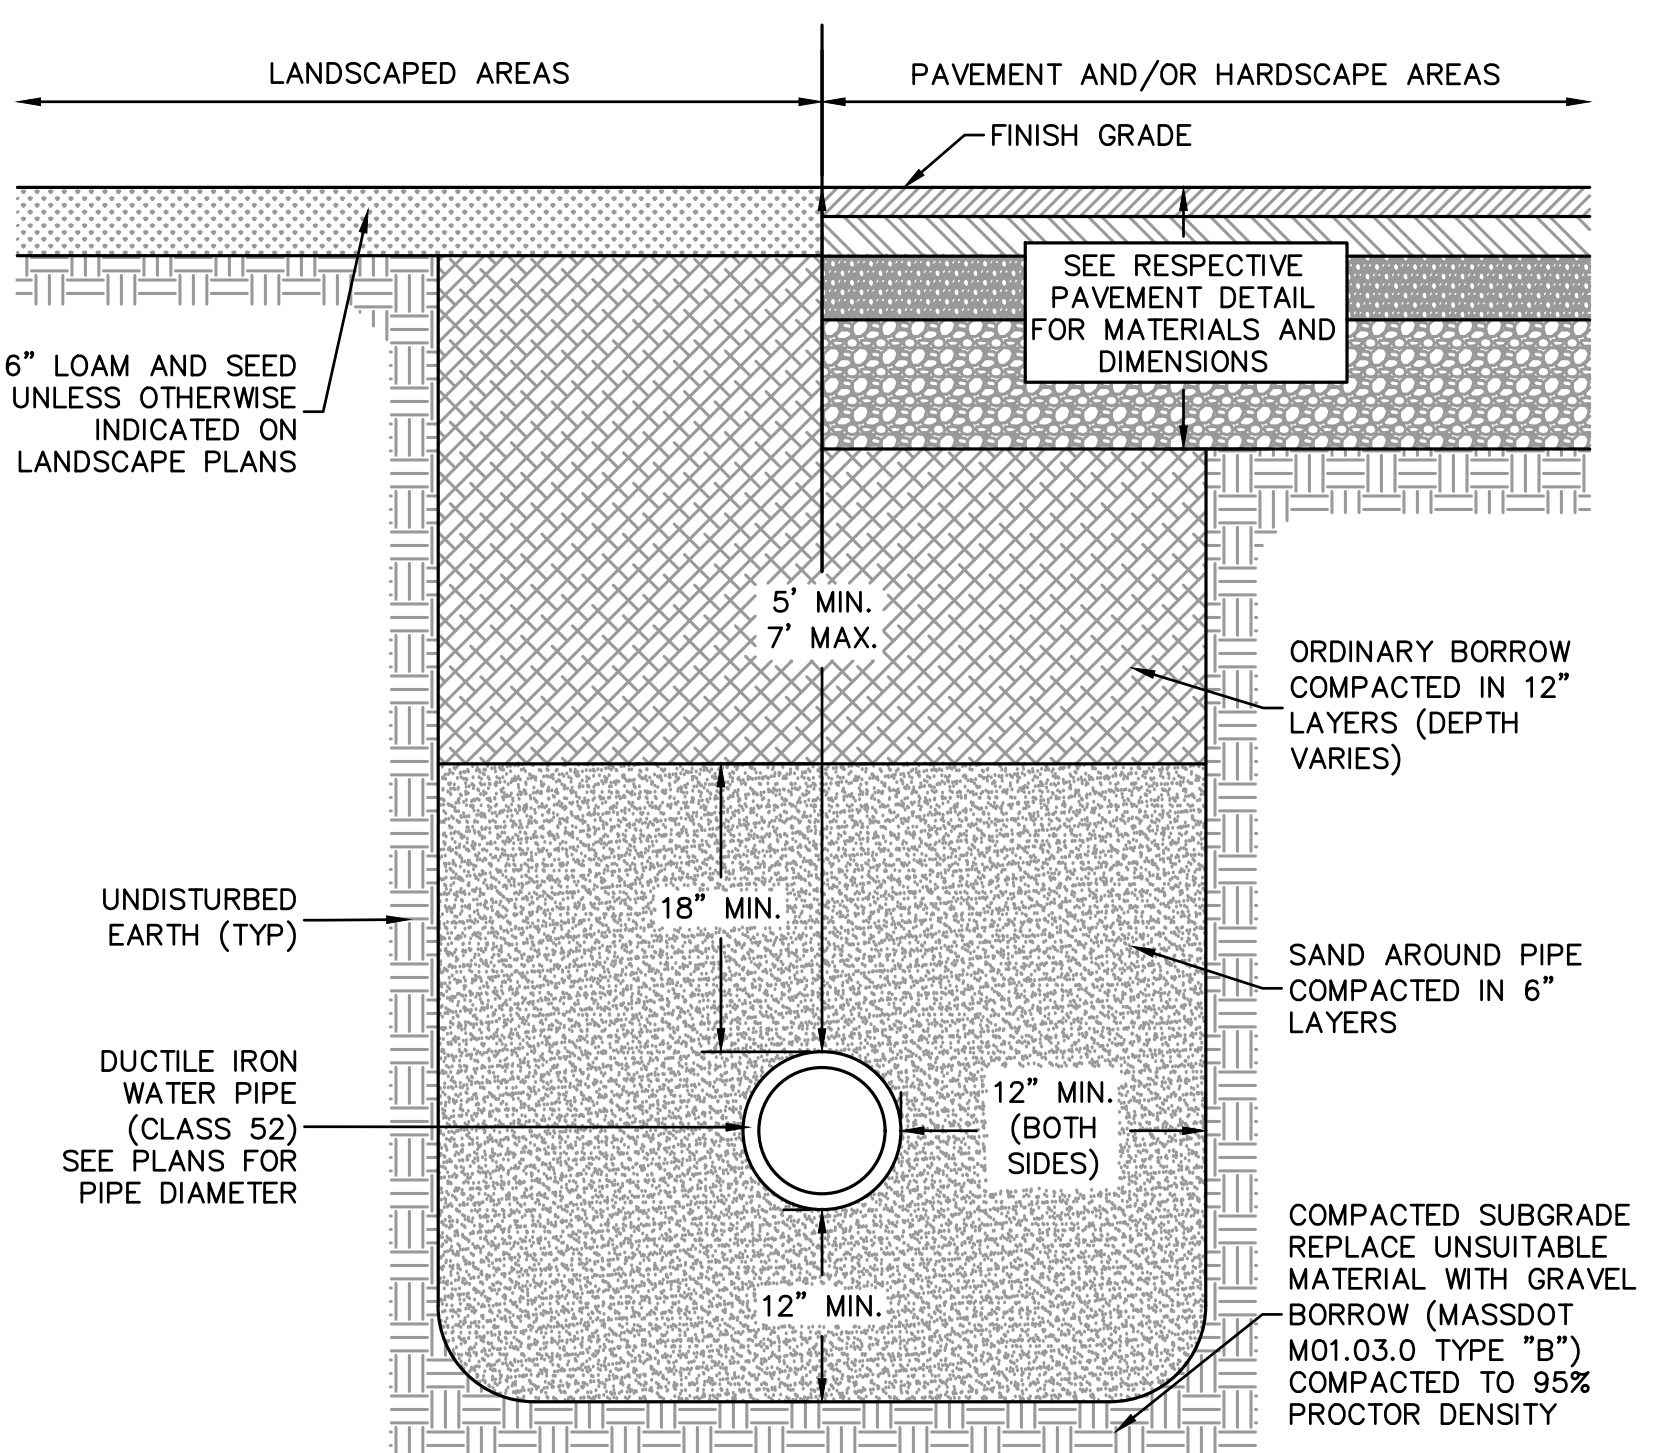 LANDSCAPED AREAS
PAVEMENT AND/OR HARDSCAPE AREAS
FINISH GRADE
SEE RESPECTIVE
PAVEMENT DETAIL
FOR MATERIALS AND
DIMENSIONS
6" LOAM AND SEED
UNLESS OTHERWISE
INDICATED ON
LANDSCAPE PLANS
5' MIN.
7' MAX.
ORDINARY BORROW
COMPACTED IN 12"
LAYERS (DEPTH
VARIES)
UNDISTURBED
EARTH (TYP)
18" MIN.
SAND AROUND PIPE
COMPACTED IN 6"
LAYERS
DUCTILE IRON
WATER PIPE
(CLASS 52)
SEE PLANS FOR
PIPE DIAMETER
12" MIN.
(BOTH
SIDES)
12" MIN.
COMPACTED SUBGRADE
REPLACE UNSUITABLE
MATERIAL WITH GRAVEL
BORROW (MASSDOT
M01.03.0 TYPE "B")
COMPACTED TO 95%
PROCTOR DENSITY